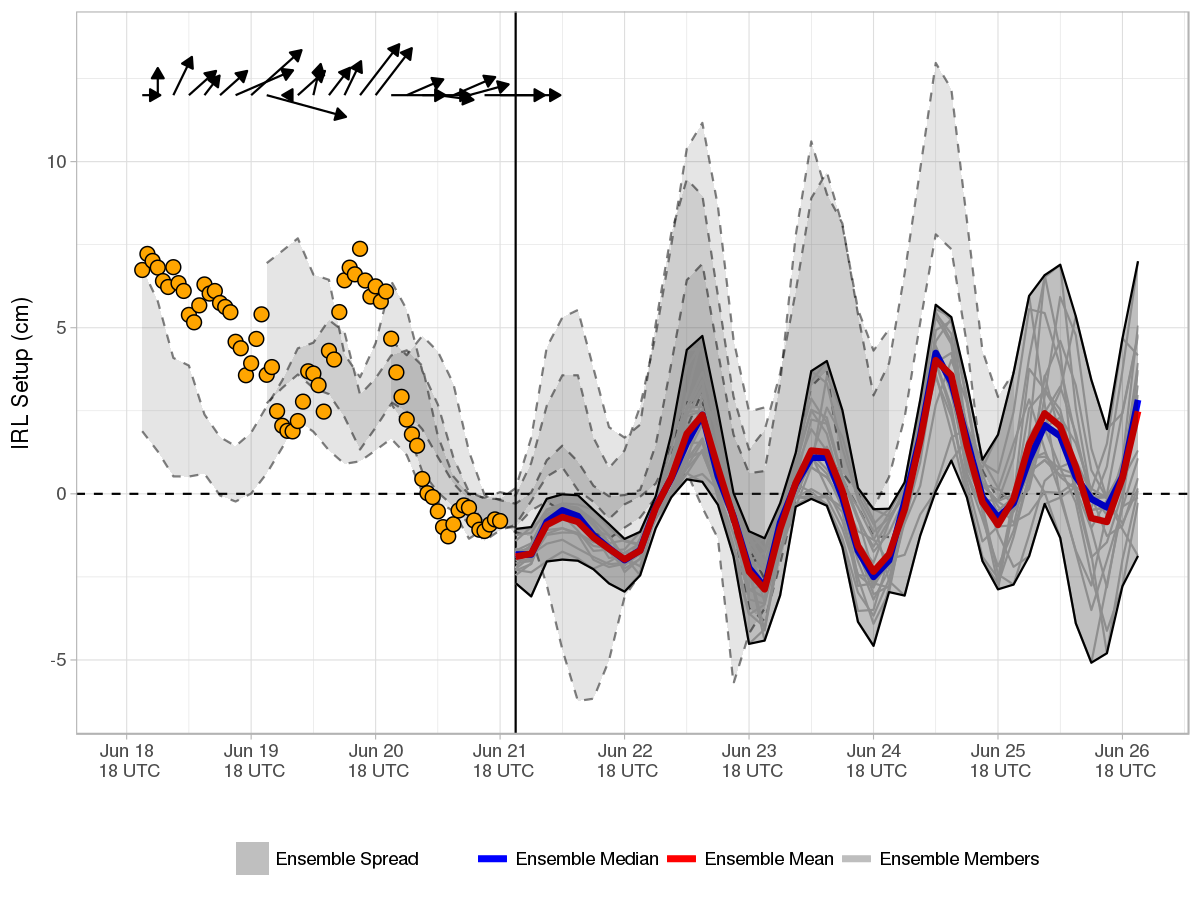 IRL Setup (cm)
10
5
0
-5
Jun 18
18 UTC
Jun 19
18 UTC
Jun 20
18 UTC
Jun 21
18 UTC
Jun 22
18 UTC
Jun 23
18 UTC
Jun 24
18 UTC
Jun 25
18 UTC
Jun 26
18 UTC
Ensemble Spread
Ensemble Median
Ensemble Mean
Ensemble Members